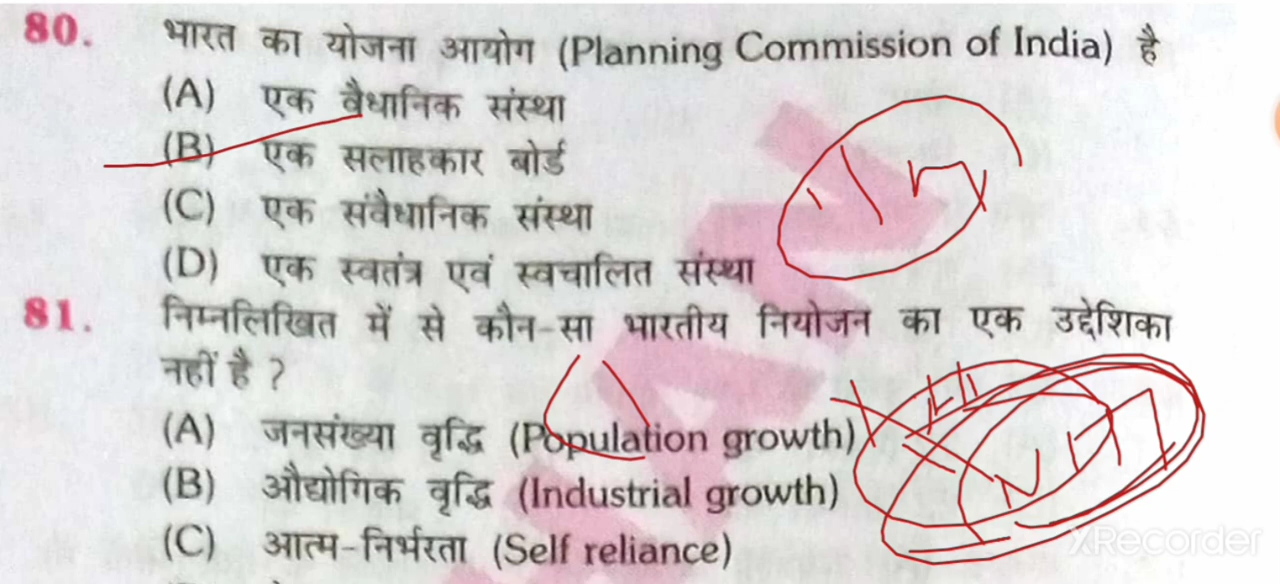 80. भारत का योजना आयोग (Planning Commission of India) है
(A) एक वैधानिक संस्था
(B) एक सलाहकार बोर्ड
(C) एक संवैधानिक संस्था
(D) एक स्वतंत्र एवं स्वचालित संस्था
81. निम्नलिखित में से कौन-सा भारतीय नियोजन का एक उद्देशिका
नहीं है ?
(A) जनसंख्या वृद्धि (Population growth)
(B) औद्योगिक वृद्धि (Industrial growth)
(C) आत्म-निर्भरता (Self reliance)
XRecorder